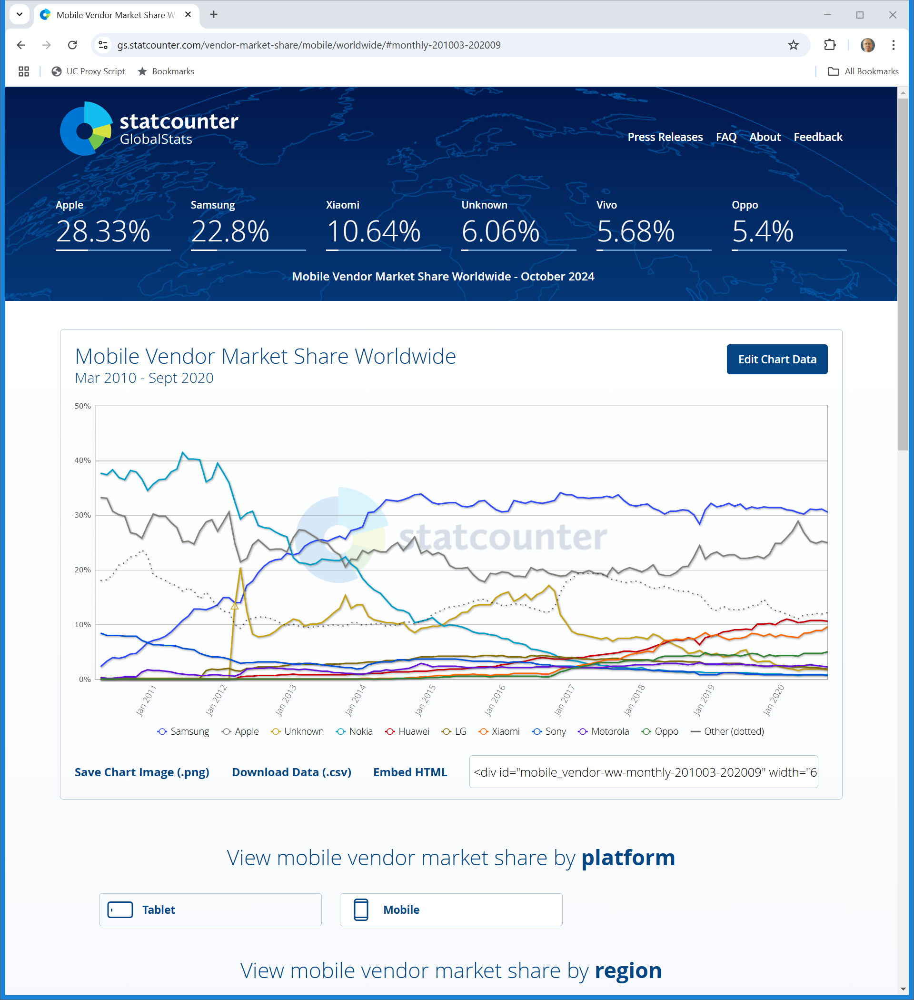 Mobile Vendor Market Share W
gs.statcounter.com/vendor-market-share/mobile/worldwide/#monthly-201003-202009
UC Proxy Script
Bookmarks
All Bookmarks
statcounter
GlobalStats
Press Releases FAQ About Feedback
Apple
28.33%
Samsung
22.8%
Xiaomi
10.64%
Unknown
6.06%
Vivo
5.68%
Oppo
5.4%
Mobile Vendor Market Share Worldwide - October 2024
Mobile Vendor Market Share Worldwide
Mar 2010 - Sept 2020
Edit Chart Data
50%
40%
30%
20%
10%
0%
statcounter
Jan 2011
Jan 2012
Jan 2013
Jan 2014
Jan 2015
Jan 2016
Jan 2017
Jan 2018
Jan 2019
Jan 2020
Samsung Apple Unknown Nokia Huawei LG Xiaomi Sony Motorola Oppo Other (dotted)
Save Chart Image (.png)
Download Data (.csv)
Embed HTML
<div id="mobile_vendor-ww-monthly-201003-202009" width="6
View mobile vendor market share by platform
Tablet
Mobile
View mobile vendor market share by region